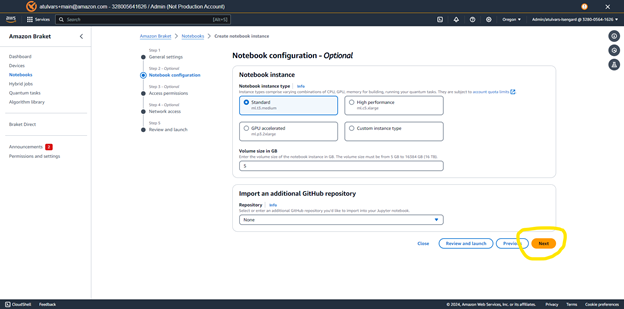 atulvars+main@amazon.com - 328005641626 / Admin (Not Production Account)
aws
Services
Search
[Alt+S]
Oregon
Admin/atulvars-Isengard @ 3280-0564-1626
Amazon Braket
Dashboard
Devices
Notebooks
Hybrid jobs
Quantum tasks
Algorithm library
Braket Direct
Announcements 2
Permissions and settings
Amazon Braket > Notebooks > Create notebook instance
Step 1
General settings
Step 2 - Optional
Notebook configuration
Step 3 - Optional
Access permissions
Step 4 - Optional
Network access
Step 5
Review and launch
Notebook configuration - Optional
Notebook instance
Notebook instance type | Info
Instance types comprise varying combinations of CPU, GPU, memory for building, running your quantum tasks. They are subject to account quota limits
Standard
ml.t3.medium
High performance
GPU accelerated
ml.p3.2xlarge
Custom instance type
Volume size in GB
Enter the volume size of the notebook instance in GB. The volume size must be from 5 GB to 16384 GB (16 TB).
5
Import an additional GitHub repository
Repository | Info
Select or enter an additional GitHub repository you'd like to import into your Jupyter notebook.
None
Close
Review and launch
Previous
Next
CloudShell
Feedback
© 2024, Amazon Web Services, Inc. or its affiliates.
Privacy
Terms
Cookie preferences